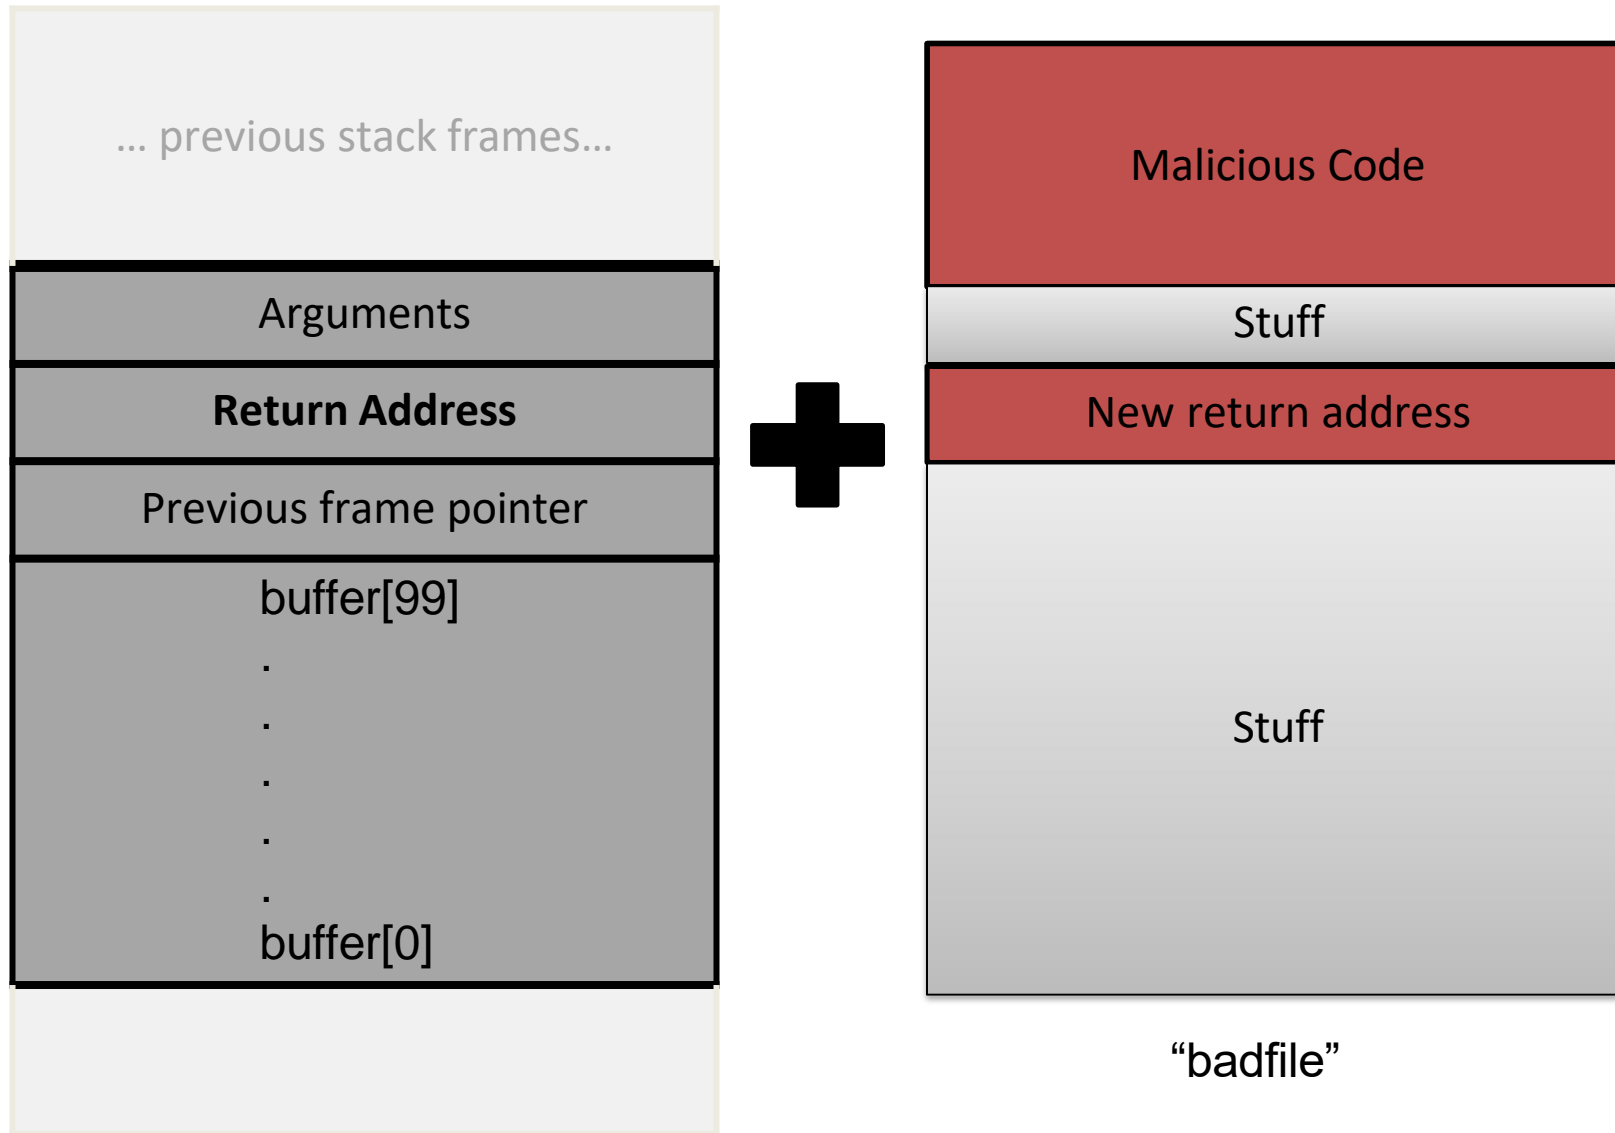 ... previous stack frames...
Arguments
Return Address
Previous frame pointer
buffer[99]
.
.
.
.
.
buffer[0]
Malicious Code
Stuff
New return address
Stuff
“badfile”